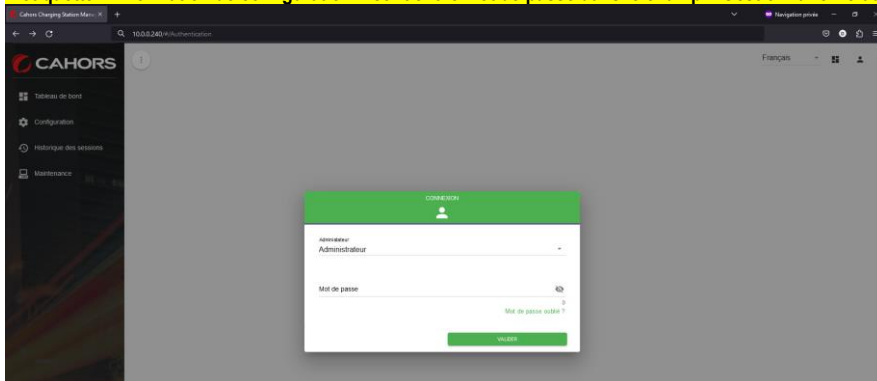 Cahors Charging Station Mana
Navigation privée
10.0.0.240/#/Authentication
CAHORS
Français
Tableau de bord
Configuration
Historique des sessions
Maintenance
CONNEXION
Administrateur
Administrateur
Mot de passe
0
Mot de passe oublié ?
VALIDER